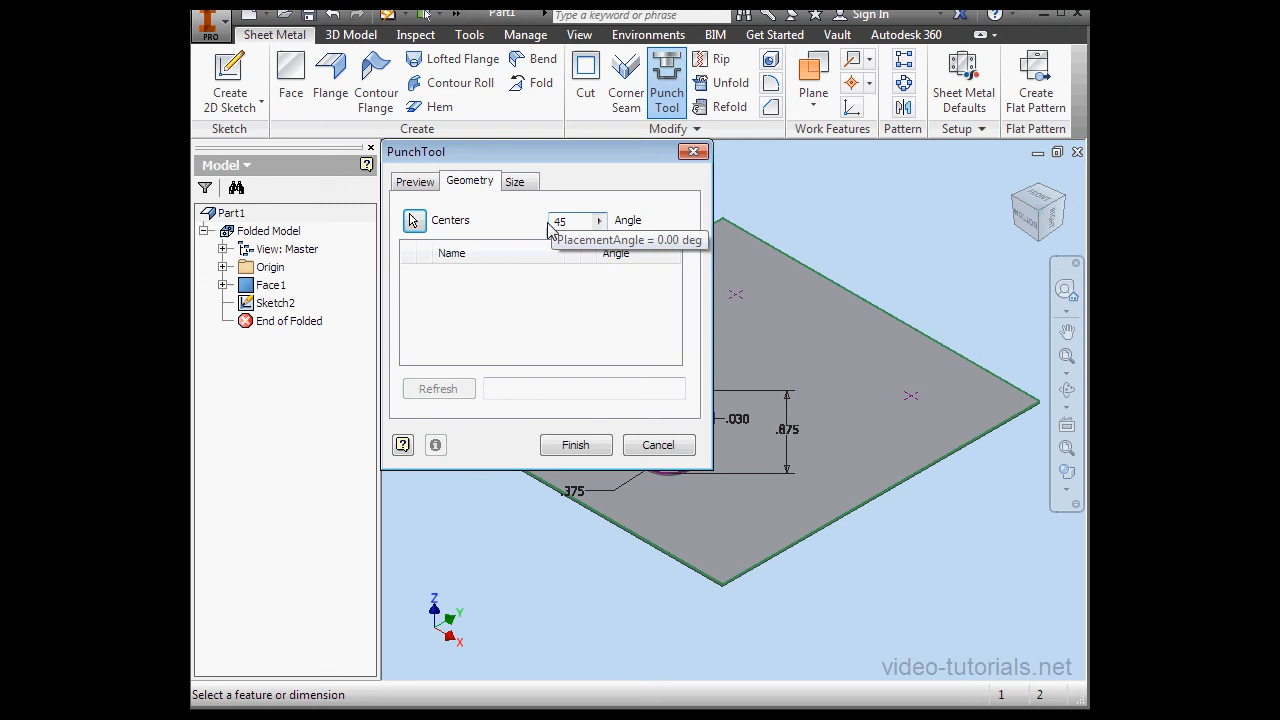 Part1
Type a keyword or phrase
Sign In
PRO
Sheet Metal
3D Model
Inspect
Tools
Manage
View
Environments
BIM
Get Started
Vault
Autodesk 360
Create
2D Sketch
Face
Flange
Contour
Flange
Lofted Flange
Contour Roll
Hem
Bend
Fold
Cut
Corner
Seam
Punch
Tool
Rip
Unfold
Refold
Plane
Sheet Metal
Defaults
Create
Flat Pattern
Sketch
Create
Modify
Work Features
Pattern
Setup
Flat Pattern
Model
Part1
Folded Model
View: Master
Origin
Face1
Sketch2
End of Folded
PunchTool
Preview
Geometry
Size
Centers
45
Angle
PlacementAngle = 0.00 deg
Name
Angle
Refresh
Finish
Cancel
FRONT
BOTTOM
.030
.875
.375
Z
Y
X
video-tutorials.net
Select a feature or dimension
1
2